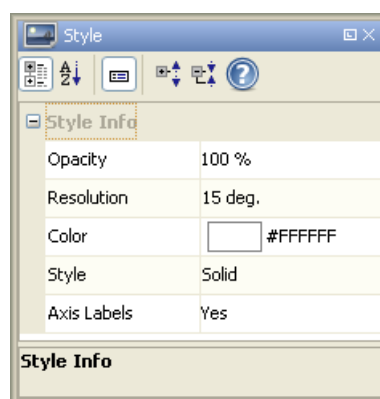 Style
Style Info
Opacity 100 %
Resolution 15 deg.
Color #FFFFFF
Style Solid
Axis Labels Yes
Style Info